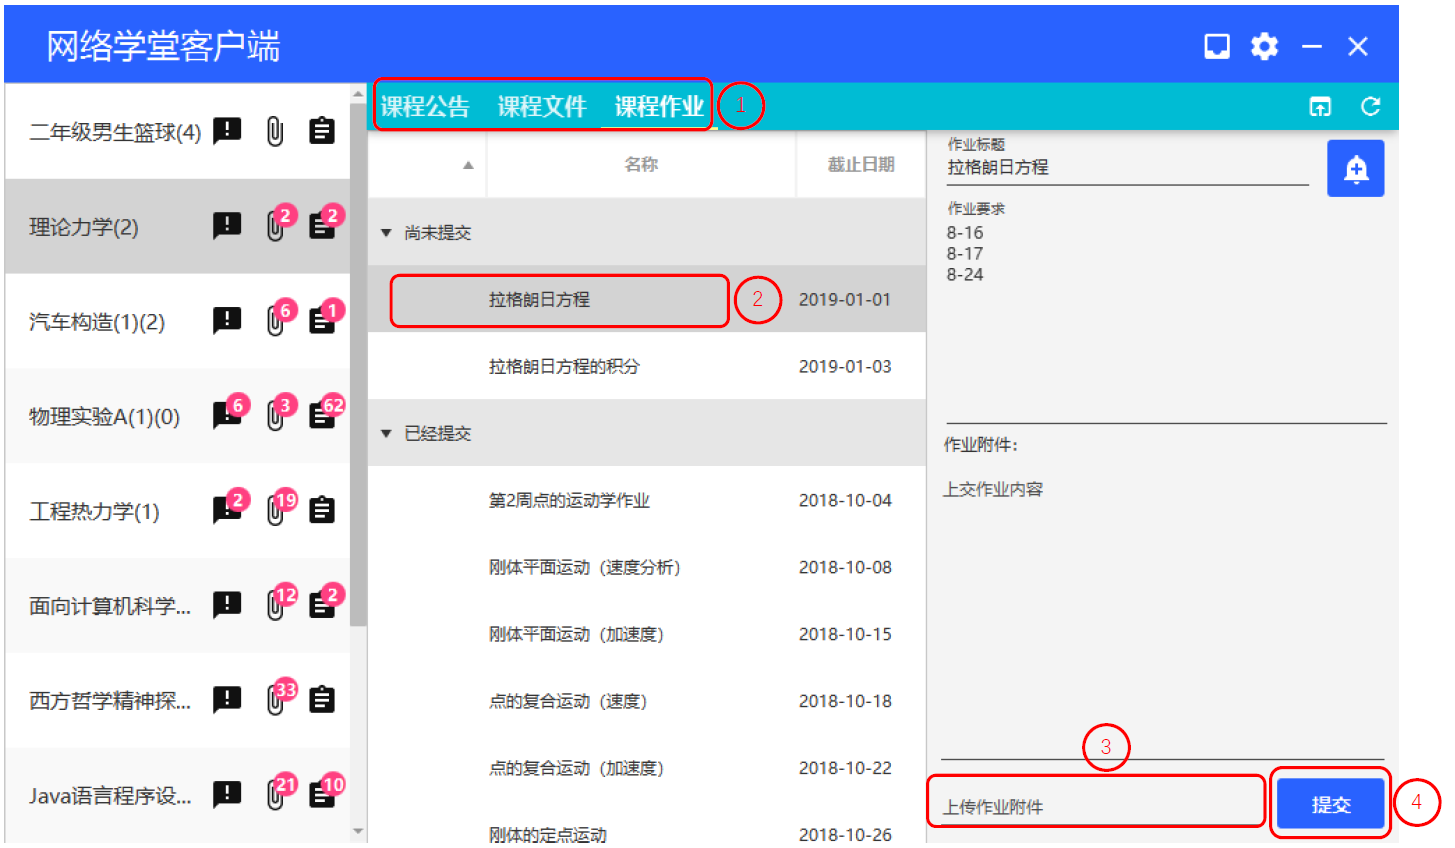 网络学堂客户端
二年级男生篮球(4)
理论力学(2)
2
2
汽车构造(1)(2)
6
1
物理实验A(1)(0)
6
3
62
工程热力学(1)
2
19
面向计算机科学...
12
2
西方哲学精神探...
33
Java语言程序设...
21
10
课程公告 课程文件 课程作业
1
名称 截止日期
尚未提交
拉格朗日方程 2019-01-01
2
拉格朗日方程的积分 2019-01-03
已经提交
第2周点的运动学作业 2018-10-04
刚体平面运动（速度分析） 2018-10-08
刚体平面运动（加速度） 2018-10-15
点的复合运动（速度） 2018-10-18
点的复合运动（加速度） 2018-10-22
刚体的定点运动 2018-10-26
作业标题
拉格朗日方程
作业要求
8-16
8-17
8-24
作业附件：
上交作业内容
3
上传作业附件
提交
4